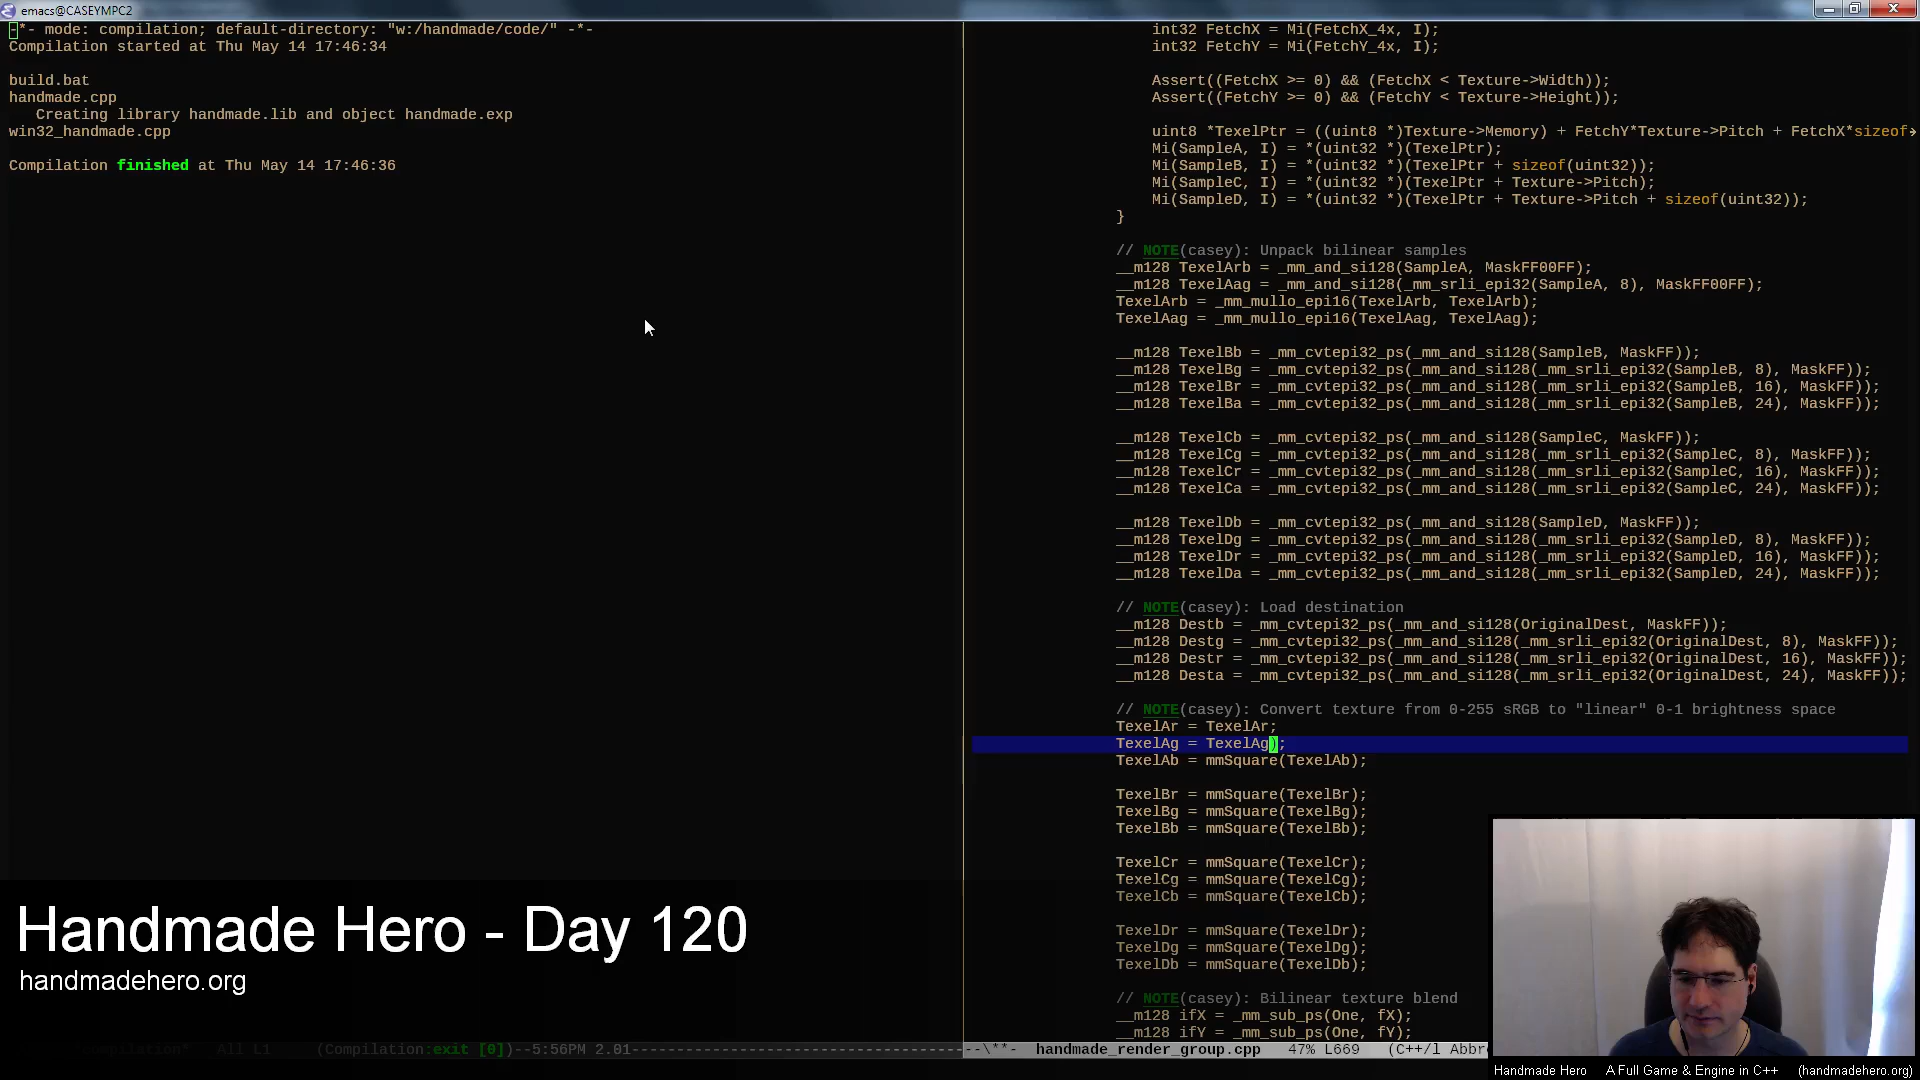 emacs@CASEYMPC2
-*- mode: compilation; default-directory: "w:/handmade/code/" -*-
Compilation started at Thu May 14 17:46:34
build.bat
handmade.cpp
Creating library handmade.lib and object handmade.exp
win32_handmade.cpp
Compilation finished at Thu May 14 17:46:36
int32 FetchX = Mi(FetchX_4x, I);
int32 FetchY = Mi(FetchY_4x, I);
Assert((FetchX >= 0) && (FetchX < Texture->Width));
Assert((FetchY >= 0) && (FetchY < Texture->Height));
uint8 *TexelPtr = ((uint8 *)Texture->Memory) + FetchY*Texture->Pitch + FetchX*sizeof
Mi(SampleA, I) = *(uint32 *)(TexelPtr);
Mi(SampleB, I) = *(uint32 *)(TexelPtr + sizeof(uint32));
Mi(SampleC, I) = *(uint32 *)(TexelPtr + Texture->Pitch);
Mi(SampleD, I) = *(uint32 *)(TexelPtr + Texture->Pitch + sizeof(uint32));
}
// NOTE(casey): Unpack bilinear samples
__m128 TexelArb = _mm_and_si128(SampleA, MaskFF00FF);
__m128 TexelAag = _mm_and_si128(_mm_srli_epi32(SampleA, 8), MaskFF00FF);
TexelArb = _mm_mullo_epi16(TexelArb, TexelArb);
TexelAag = _mm_mullo_epi16(TexelAag, TexelAag);
__m128 TexelBb = _mm_cvtepi32_ps(_mm_and_si128(SampleB, MaskFF));
__m128 TexelBg = _mm_cvtepi32_ps(_mm_and_si128(_mm_srli_epi32(SampleB, 8), MaskFF));
__m128 TexelBr = _mm_cvtepi32_ps(_mm_and_si128(_mm_srli_epi32(SampleB, 16), MaskFF));
__m128 TexelBa = _mm_cvtepi32_ps(_mm_and_si128(_mm_srli_epi32(SampleB, 24), MaskFF));
__m128 TexelCb = _mm_cvtepi32_ps(_mm_and_si128(SampleC, MaskFF));
__m128 TexelCg = _mm_cvtepi32_ps(_mm_and_si128(_mm_srli_epi32(SampleC, 8), MaskFF));
__m128 TexelCr = _mm_cvtepi32_ps(_mm_and_si128(_mm_srli_epi32(SampleC, 16), MaskFF));
__m128 TexelCa = _mm_cvtepi32_ps(_mm_and_si128(_mm_srli_epi32(SampleC, 24), MaskFF));
__m128 TexelDb = _mm_cvtepi32_ps(_mm_and_si128(SampleD, MaskFF));
__m128 TexelDg = _mm_cvtepi32_ps(_mm_and_si128(_mm_srli_epi32(SampleD, 8), MaskFF));
__m128 TexelDr = _mm_cvtepi32_ps(_mm_and_si128(_mm_srli_epi32(SampleD, 16), MaskFF));
__m128 TexelDa = _mm_cvtepi32_ps(_mm_and_si128(_mm_srli_epi32(SampleD, 24), MaskFF));
// NOTE(casey): Load destination
__m128 Destb = _mm_cvtepi32_ps(_mm_and_si128(OriginalDest, MaskFF));
__m128 Destg = _mm_cvtepi32_ps(_mm_and_si128(_mm_srli_epi32(OriginalDest, 8), MaskFF));
__m128 Destr = _mm_cvtepi32_ps(_mm_and_si128(_mm_srli_epi32(OriginalDest, 16), MaskFF));
__m128 Desta = _mm_cvtepi32_ps(_mm_and_si128(_mm_srli_epi32(OriginalDest, 24), MaskFF));
// NOTE(casey): Convert texture from 0-255 sRGB to "linear" 0-1 brightness space
TexelAr = TexelAr;
TexelAg = TexelAg);
TexelAb = mmSquare(TexelAb);
TexelBr = mmSquare(TexelBr);
TexelBg = mmSquare(TexelBg);
TexelBb = mmSquare(TexelBb);
TexelCr = mmSquare(TexelCr);
TexelCg = mmSquare(TexelCg);
TexelCb = mmSquare(TexelCb);
TexelDr = mmSquare(TexelDr);
TexelDg = mmSquare(TexelDg);
TexelDb = mmSquare(TexelDb);
// NOTE(casey): Bilinear texture blend
__m128 ifX = _mm_sub_ps(One, fX);
__m128 ifY = _mm_sub_ps(One, fY);
Handmade Hero - Day 120
handmadehero.org
*compilation* All L1 (Compilation:exit [0])--5:56PM 2.01
--\**- handmade_render_group.cpp 47% L669 (C++/l Abbre
Handmade Hero A Full Game & Engine in C++ (handmadehero.org)